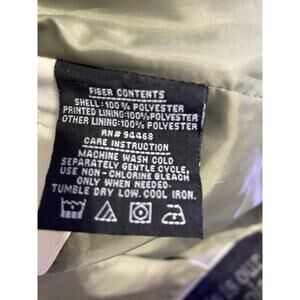 FIBER CONTENTS
SHELL:100% POLYESTER
PRINTED LINING:100% POLYESTER
OTHER LINING:100% POLYESTER
RN# 94468
CARE INSTRUCTION
MACHINE WASH COLD
SEPARATELY GENTLE CYCLE,
USE NON - CHLORINE BLEACH
ONLY WHEN NEEDED.
TUMBLE DRY LOW. COOL IRON.